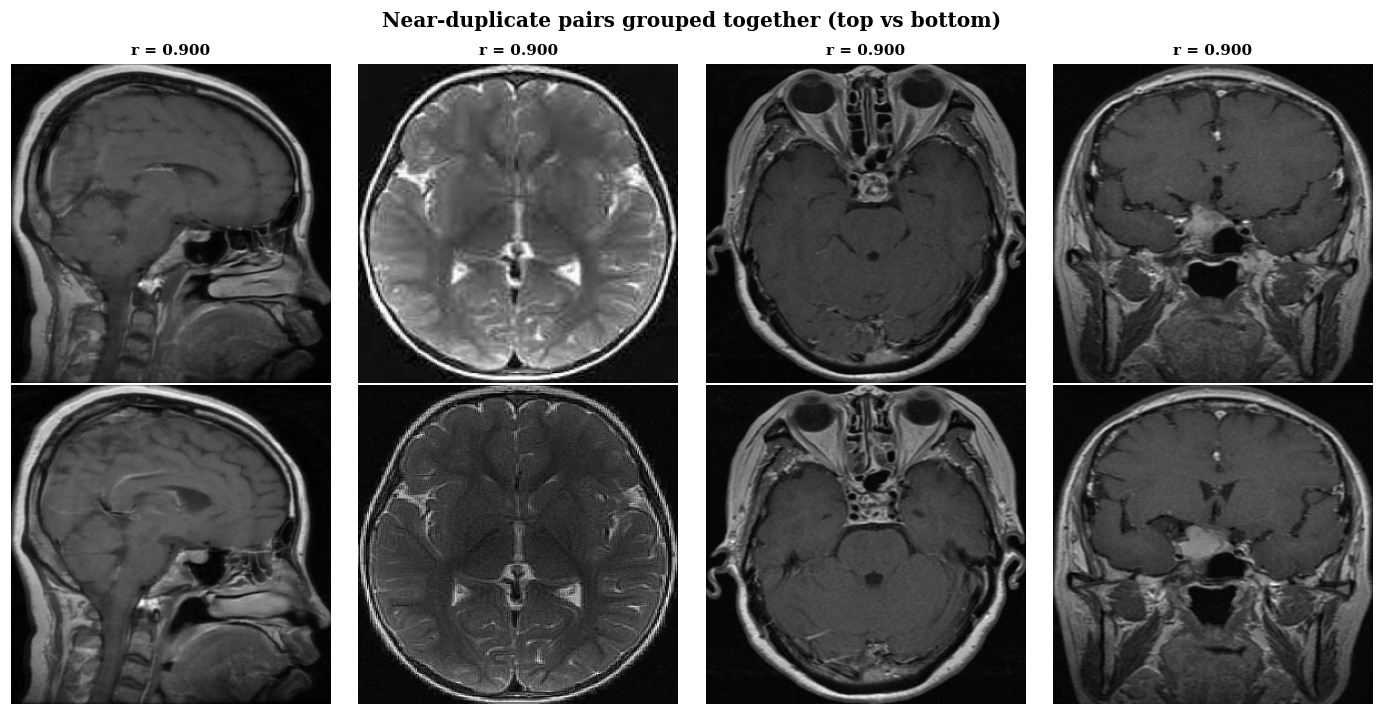 Near-duplicate pairs grouped together (top vs bottom)
r = 0.900
r = 0.900
r = 0.900
r = 0.900